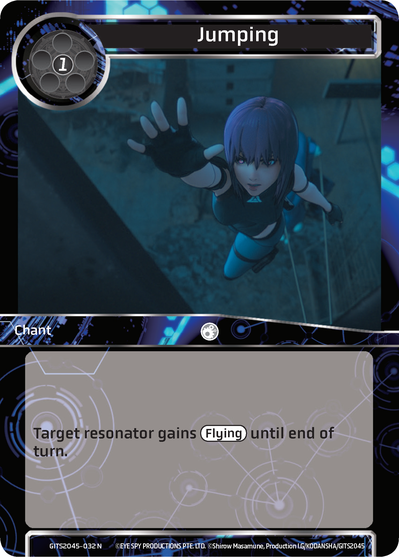 Jumping
1
Chant
Target resonator gains Flying until end of
turn.
GITS2045-032 N ©EYE SPY PRODUCTIONS PTE. LTD. ©Shirow Masamune, Production I.G/KODANSHA/GITS2045